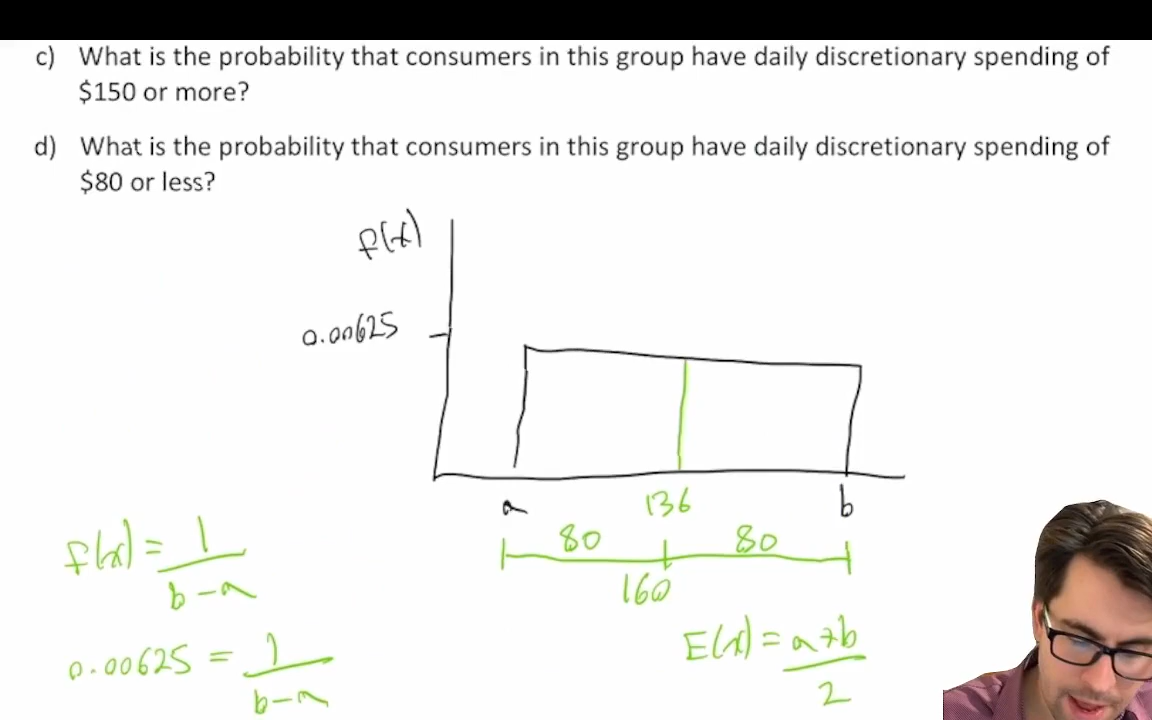 c) What is the probability that consumers in this group have daily discretionary spending of
$150 or more?
d) What is the probability that consumers in this group have daily discretionary spending of
$80 or less?
f(x)
0.00625
a 136 b
80 80
160
f(x) = 1
b-a
0.00625 = 1
b-a
E(x) = a+b
2